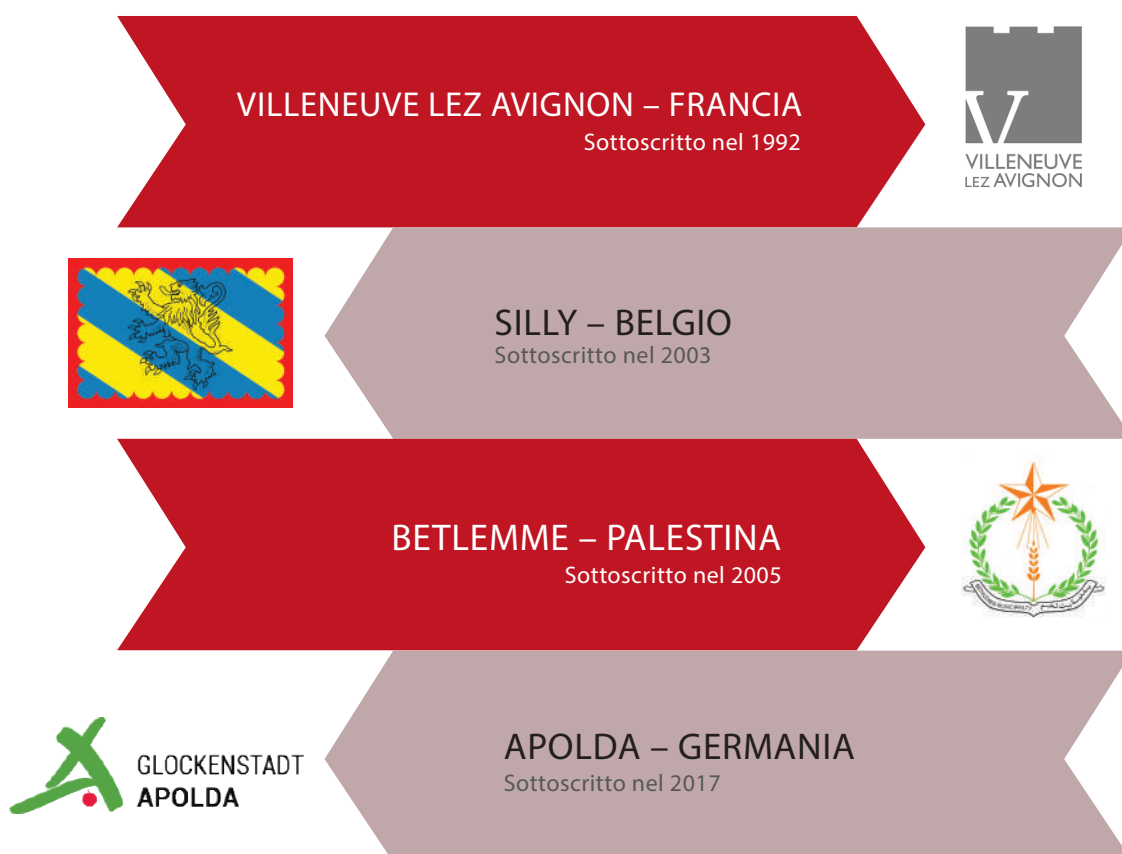 VILLENEUVE LEZ AVIGNON – FRANCIA
Sottoscritto nel 1992
V
VILLENEUVE
LEZ AVIGNON
SILLY – BELGIO
Sottoscritto nel 2003
BETLEMME – PALESTINA
Sottoscritto nel 2005
GLOCKENSTADT
APOLDA
APOLDA – GERMANIA
Sottoscritto nel 2017